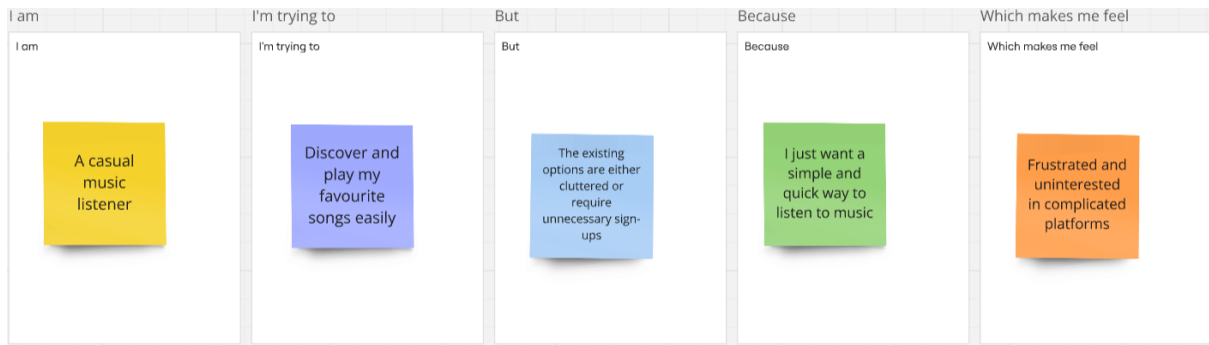 I am
I'm trying to
But
Because
Which makes me feel
I am
I'm trying to
But
Because
Which makes me feel
A casual
music
listener
Discover and
play my
favourite
songs easily
The existing
options are either
cluttered or
require
unnecessary sign-
ups
I just want a
simple and
quick way to
listen to music
Frustrated and
uninterested
in complicated
platforms